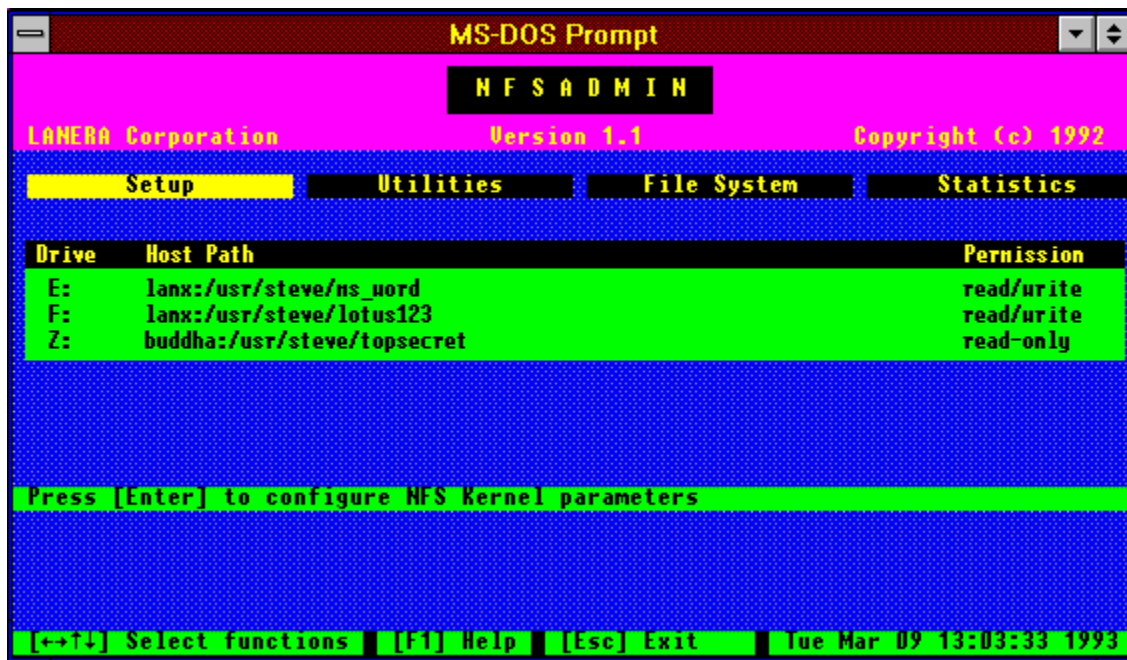 MS-DOS Prompt
N F S A D M I N
LANERA Corporation Version 1.1 Copyright (c) 1992
Setup Utilities File System Statistics
Drive Host Path Permission
E: lanx:/usr/steve/ms_word read/write
F: lanx:/usr/steve/lotus123 read/write
Z: buddha:/usr/steve/topsecret read-only
Press [Enter] to configure NFS Kernel parameters
[←→↑↓] Select functions [F1] Help [Esc] Exit Tue Mar 09 13:03:33 1993